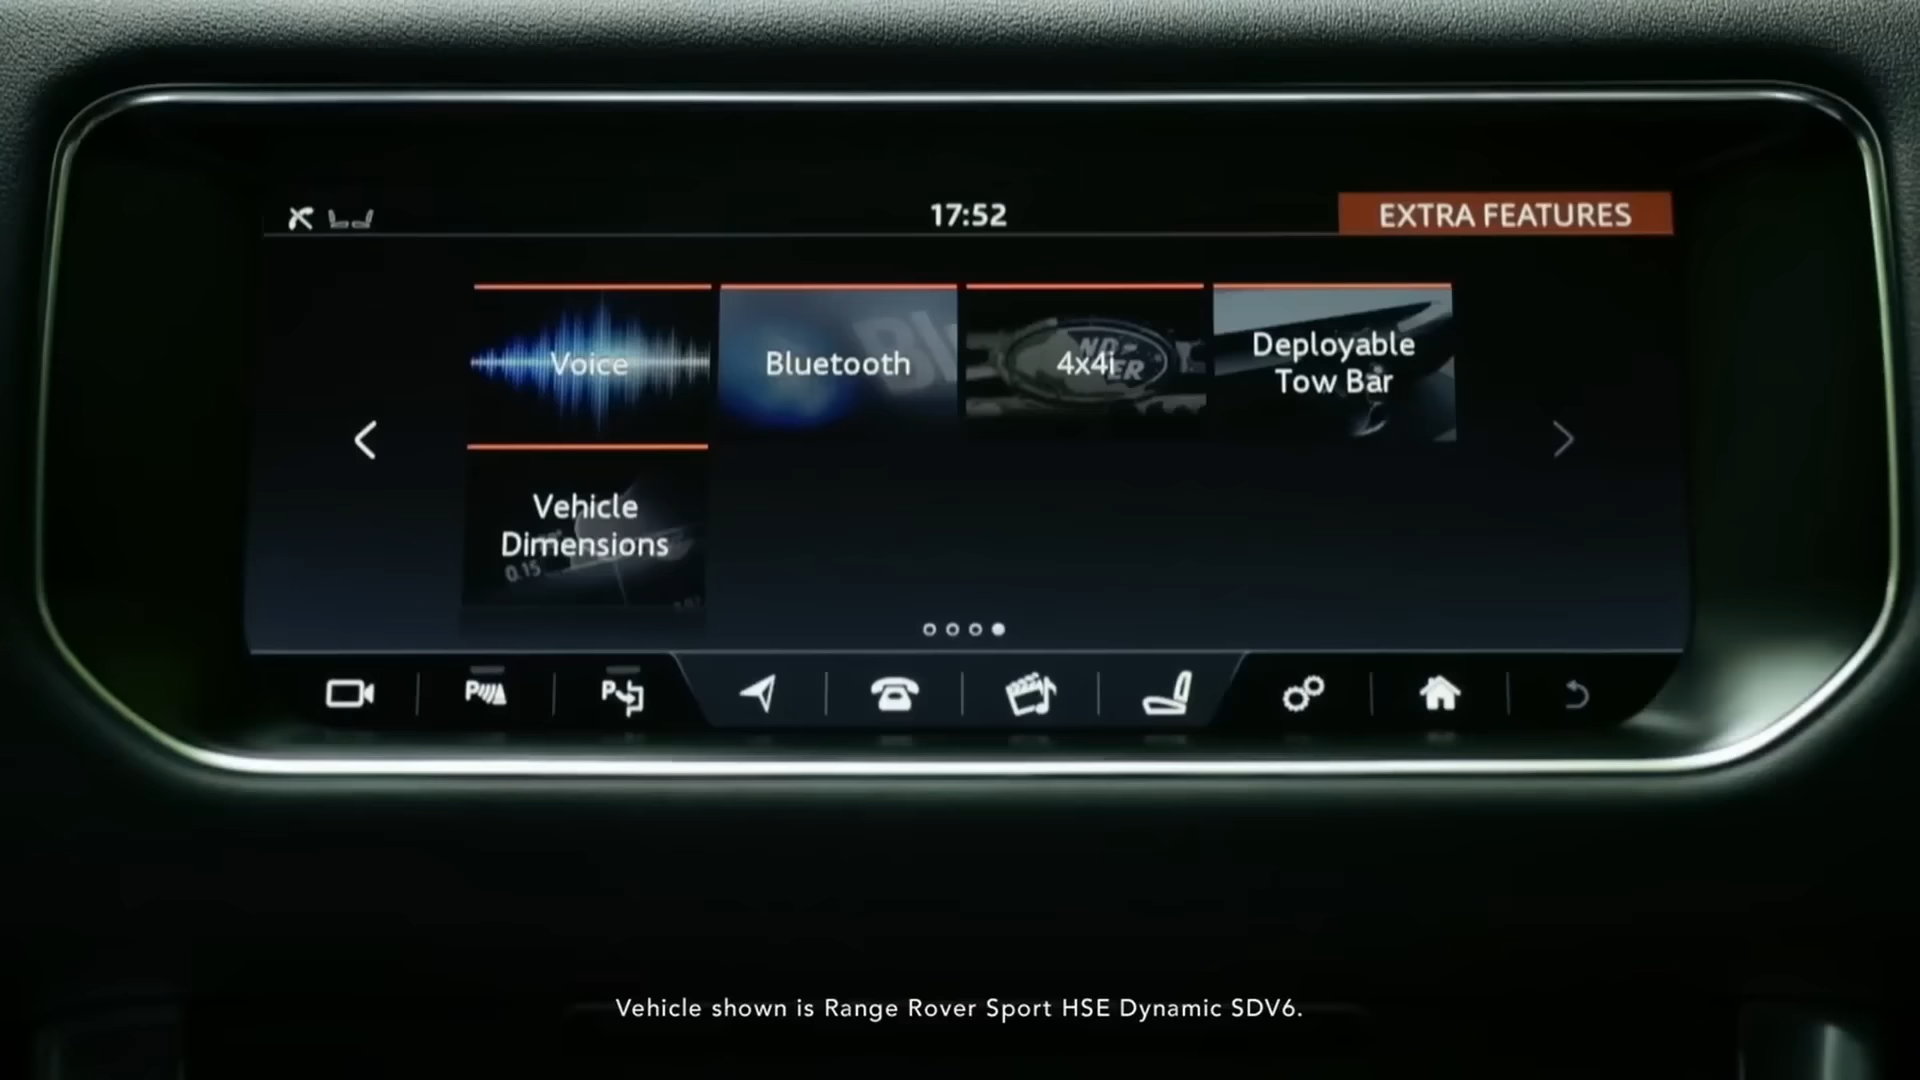 17:52
EXTRA FEATURES
Voice
Bluetooth
4x4i
Deployable
Tow Bar
Vehicle
Dimensions
0.15
Vehicle shown is Range Rover Sport HSE Dynamic SDV6.